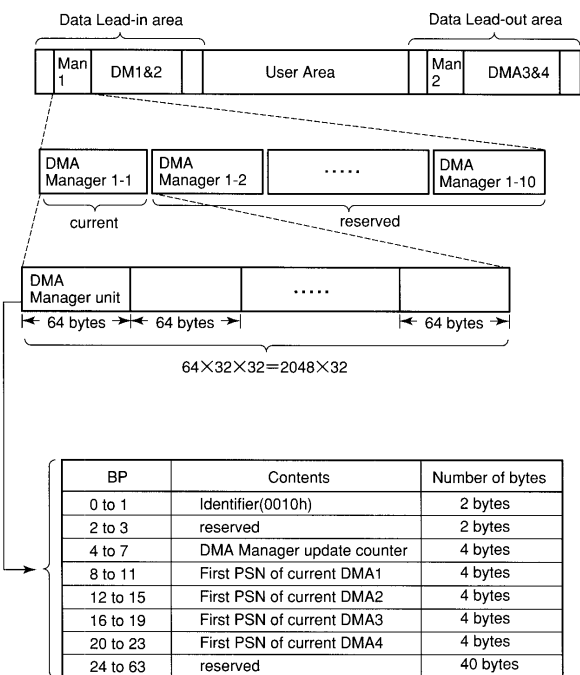 Data Lead-in area
Data Lead-out area
Man 1
DM1&2
User Area
Man 2
DMA3&4
DMA Manager 1-1
DMA Manager 1-2
.....
DMA Manager 1-10
current
reserved
DMA Manager unit
.....
64 bytes
64 bytes
64 bytes
64×32×32=2048×32
BP Contents Number of bytes
0 to 1 Identifier(0010h) 2 bytes
2 to 3 reserved 2 bytes
4 to 7 DMA Manager update counter 4 bytes
8 to 11 First PSN of current DMA1 4 bytes
12 to 15 First PSN of current DMA2 4 bytes
16 to 19 First PSN of current DMA3 4 bytes
20 to 23 First PSN of current DMA4 4 bytes
24 to 63 reserved 40 bytes